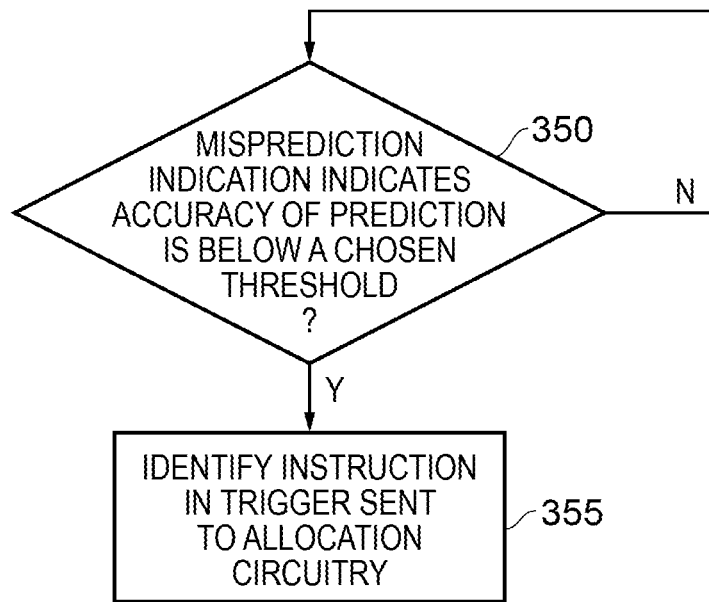 MISPREDICTION
INDICATION INDICATES
ACCURACY OF PREDICTION
IS BELOW A CHOSEN
THRESHOLD
?
350
N
Y
IDENTIFY INSTRUCTION
IN TRIGGER SENT
TO ALLOCATION
CIRCUITRY
355